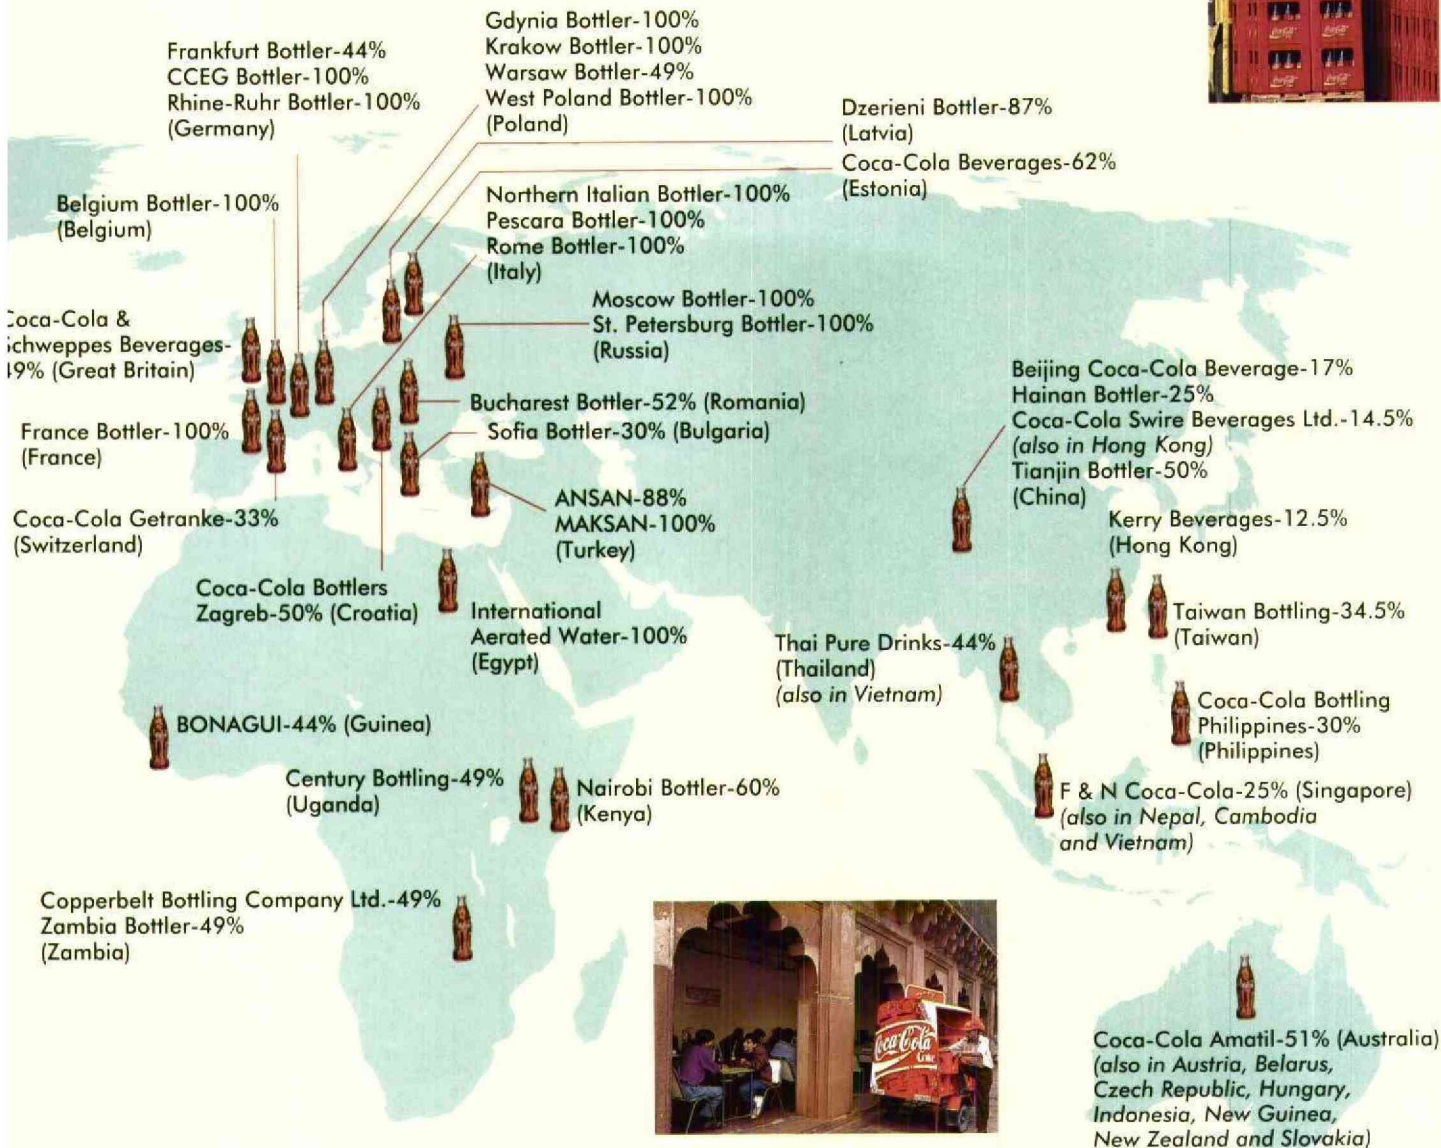 Gdynia Bottler-100%
Krakow Bottler-100%
Warsaw Bottler-49%
West Poland Bottler-100%
(Poland)
Frankfurt Bottler-44%
CCEG Bottler-100%
Rhine-Ruhr Bottler-100%
(Germany)
Dzerieni Bottler-87%
(Latvia)
Coca-Cola Beverages-62%
(Estonia)
Belgium Bottler-100%
(Belgium)
Northern Italian Bottler-100%
Pescara Bottler-100%
Rome Bottler-100%
(Italy)
Coca-Cola &
Schweppes Beverages-
49% (Great Britain)
Moscow Bottler-100%
St. Petersburg Bottler-100%
(Russia)
Beijing Coca-Cola Beverage-17%
Hainan Bottler-25%
Coca-Cola Swire Beverages Ltd.-14.5%
(also in Hong Kong)
Tianjin Bottler-50%
(China)
Bucharest Bottler-52% (Romania)
Sofia Bottler-30% (Bulgaria)
France Bottler-100%
(France)
ANSAN-88%
MAKSAN-100%
(Turkey)
Coca-Cola Getranke-33%
(Switzerland)
Kerry Beverages-12.5%
(Hong Kong)
Coca-Cola Bottlers
Zagreb-50% (Croatia)
International
Aerated Water-100%
(Egypt)
Taiwan Bottling-34.5%
(Taiwan)
Thai Pure Drinks-44%
(Thailand)
(also in Vietnam)
Coca-Cola Bottling
Philippines-30%
(Philippines)
BONAGUI-44% (Guinea)
Century Bottling-49%
(Uganda)
Nairobi Bottler-60%
(Kenya)
F & N Coca-Cola-25% (Singapore)
(also in Nepal, Cambodia
and Vietnam)
Copperbelt Bottling Company Ltd.-49%
Zambia Bottler-49%
(Zambia)
Coca-Cola
Coke
Coca-Cola Amatil-51% (Australia)
(also in Austria, Belarus,
Czech Republic, Hungary,
Indonesia, New Guinea,
New Zealand and Slovakia)